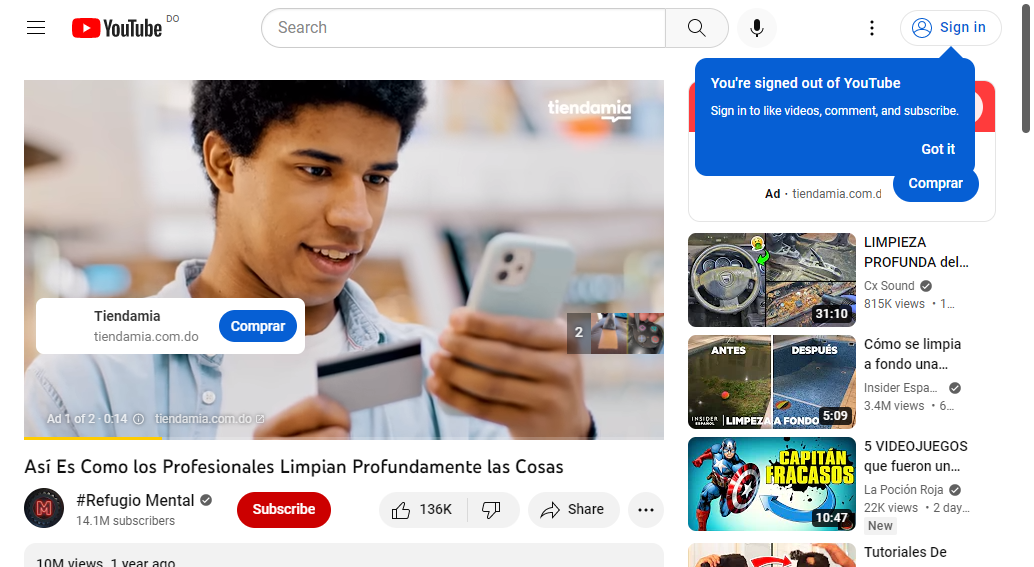 YouTube DO
Search
Sign in
You're signed out of YouTube
Sign in to like videos, comment, and subscribe.
Got it
Ad · tiendamia.com.d
Comprar
tiendamia
Tiendamia
tiendamia.com.do
Comprar
2
Ad 1 of 2 · 0:14 tiendamia.com.do
Así Es Como los Profesionales Limpian Profundamente las Cosas
#Refugio Mental
14.1M subscribers
Subscribe
136K
Share
10M views 1 year ago
31:10
LIMPIEZA
PROFUNDA del...
Cx Sound
815K views • 1...
ANTES
DESPUÉS
INSIDER
ESPAÑOL
LIMPIEZA A FONDO
5:09
Cómo se limpia
a fondo una...
Insider Espa...
3.4M views • 6...
CAPITÁN
FRACASOS
10:47
5 VIDEOJUEGOS
que fueron un...
La Poción Roja
22K views • 2 day...
New
Tutoriales De